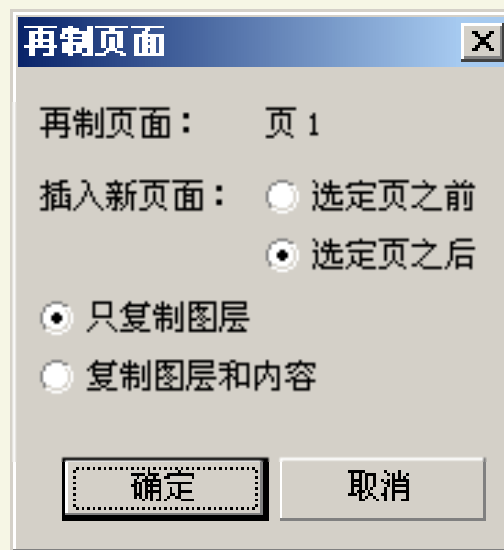 再制页面
再制页面： 页 1
插入新页面： 选定页之前
选定页之后
只复制图层
复制图层和内容
确定 取消